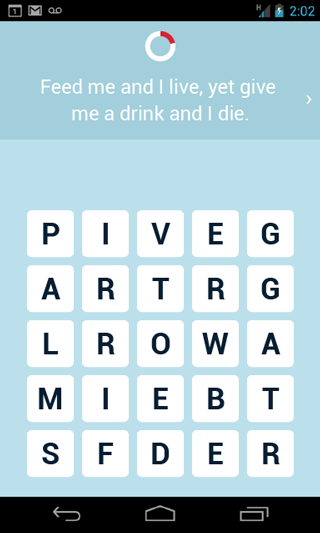 1
H
2:02
Feed me and I live, yet give
me a drink and I die.
P I V E G
A R T R G
L R O W A
M I E B T
S F D E R